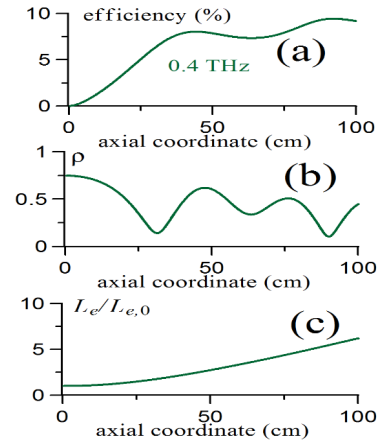 efficiency (%)
10
(a)
5
0.4 THz
0
0 50 100
axial coordinate (cm)
ρ
1
(b)
0.5
0
0 50 100
axial coordinate (cm)
10
L_e/L_{e,0}
(c)
5
0
0 50 100
axial coordinate (cm)